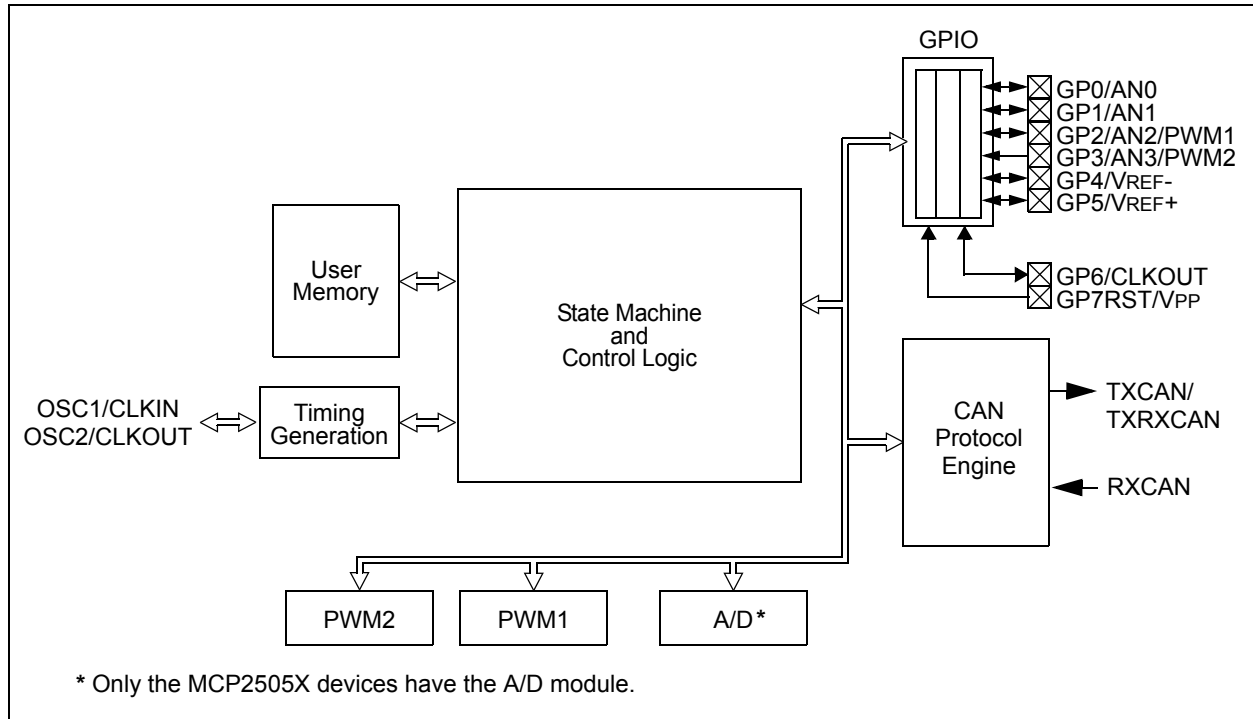 GPIO
GP0/AN0
GP1/AN1
GP2/AN2/PWM1
GP3/AN3/PWM2
GP4/VREF-
GP5/VREF+
GP6/CLKOUT
GP7RST/VPP
User
Memory
State Machine
and
Control Logic
OSC1/CLKIN
OSC2/CLKOUT
Timing
Generation
CAN
Protocol
Engine
TXCAN/
TXRXCAN
RXCAN
PWM2
PWM1
A/D*
* Only the MCP2505X devices have the A/D module.